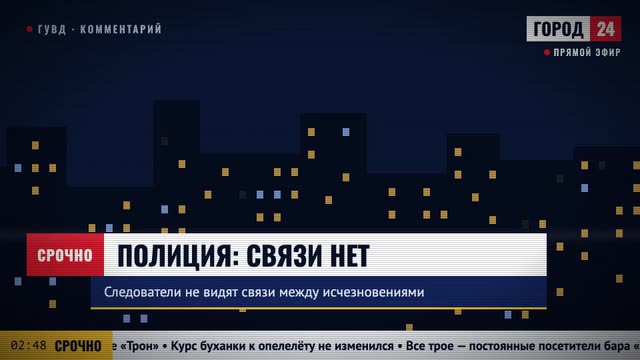 ГУВД · КОММЕНТАРИЙ
ГОРОД 24
ПРЯМОЙ ЭФИР
СРОЧНО
ПОЛИЦИЯ: СВЯЗИ НЕТ
Следователи не видят связи между исчезновениями
02:48 СРОЧНО е «Трон» • Курс буханки к опелелёту не изменился • Все трое — постоянные посетители бара «